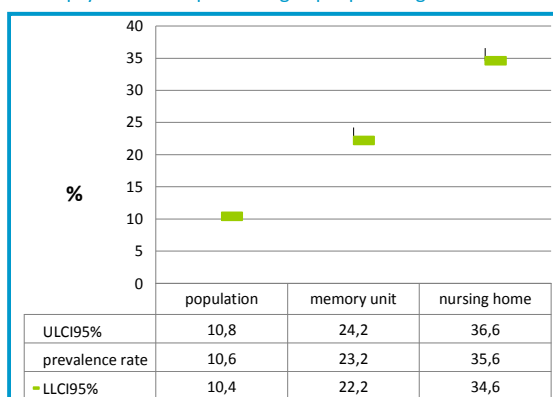 40
35
30
25
20
15
10
5
0
%
population memory unit nursing home
ULCI95% 10,8 24,2 36,6
prevalence rate 10,6 23,2 35,6
LLCI95% 10,4 22,2 34,6